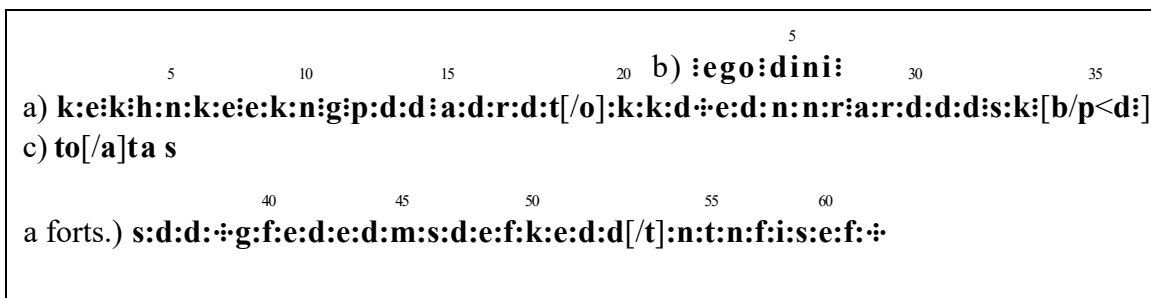 5
5 10 15 20 b) ⁝ego⁝dini⁝ 30 35
a) k:e⁝k⁝h:n:k:e⁝e:k:n⁝g⁝p:d:d⁝a:d:r:d:t[/o]:k:k:d⁘e:d:n:n:r⁝a:r:d:d:d⁝s:k⁝[b/p<d⁝]
c) to[/a]ta s
40 45 50 55 60
a forts.) s:d:d:⁘g:f:e:d:e:d:m:s:d:e:f:k:e:d:d[/t]:n:t:n:f:i:s:e:f:⁘